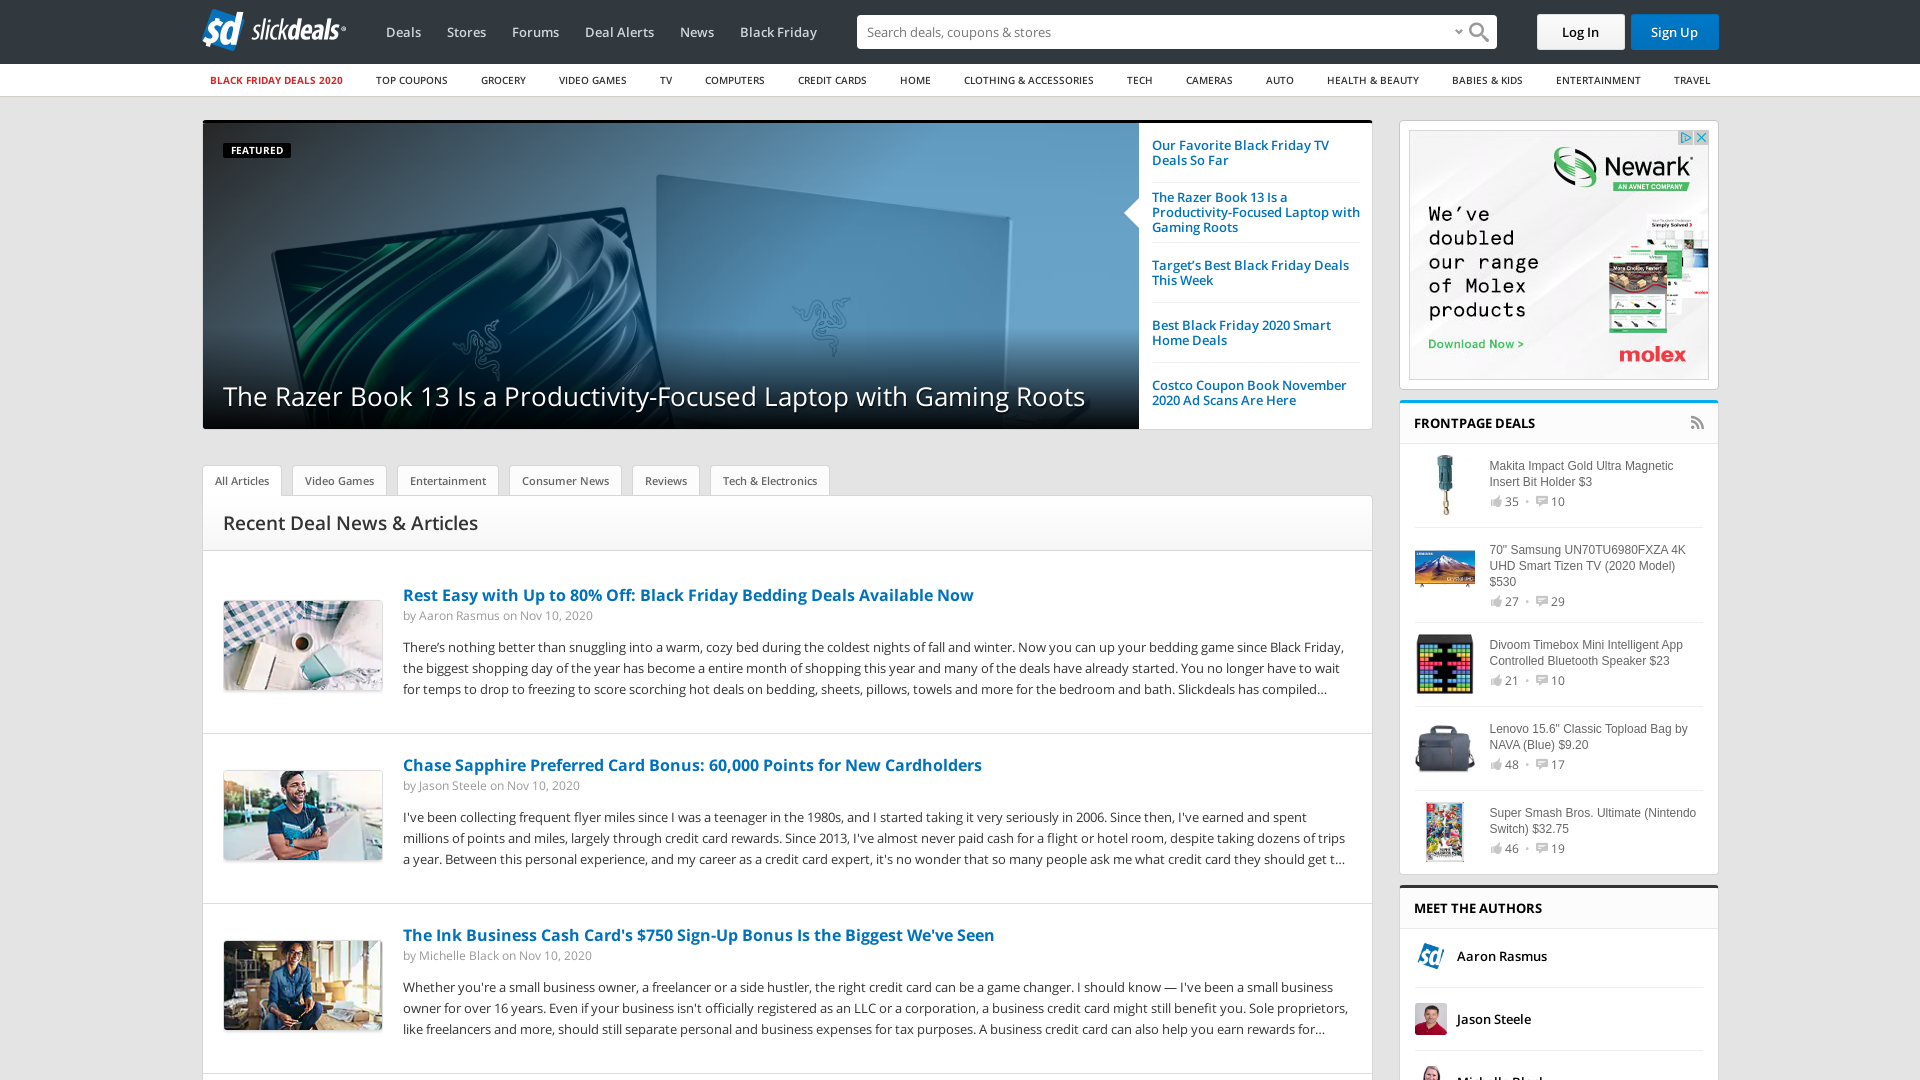 sd slickdeals
Deals
Stores
Forums
Deal Alerts
News
Black Friday
Search deals, coupons & stores
Log In
Sign Up
BLACK FRIDAY DEALS 2020
TOP COUPONS
GROCERY
VIDEO GAMES
TV
COMPUTERS
CREDIT CARDS
HOME
CLOTHING & ACCESSORIES
TECH
CAMERAS
AUTO
HEALTH & BEAUTY
BABIES & KIDS
ENTERTAINMENT
TRAVEL
FEATURED
The Razer Book 13 Is a Productivity-Focused Laptop with Gaming Roots
Our Favorite Black Friday TV
Deals So Far
The Razer Book 13 Is a
Productivity-Focused Laptop with
Gaming Roots
Target's Best Black Friday Deals
This Week
Best Black Friday 2020 Smart
Home Deals
Costco Coupon Book November
2020 Ad Scans Are Here
Newark
AN AVNET COMPANY
We've
doubled
our range
of Molex
products
Download Now >
Simply Solved
More Choice, Faster!
molex
FRONTPAGE DEALS
Makita Impact Gold Ultra Magnetic
Insert Bit Holder $3
35 • 10
70" Samsung UN70TU6980FXZA 4K
UHD Smart Tizen TV (2020 Model)
$530
27 • 29
Divoom Timebox Mini Intelligent App
Controlled Bluetooth Speaker $23
21 • 10
Lenovo 15.6" Classic Topload Bag by
NAVA (Blue) $9.20
48 • 17
Super Smash Bros. Ultimate (Nintendo
Switch) $32.75
46 • 19
All Articles
Video Games
Entertainment
Consumer News
Reviews
Tech & Electronics
Recent Deal News & Articles
Rest Easy with Up to 80% Off: Black Friday Bedding Deals Available Now
by Aaron Rasmus on Nov 10, 2020
There's nothing better than snuggling into a warm, cozy bed during the coldest nights of fall and winter. Now you can up your bedding game since Black Friday,
the biggest shopping day of the year has become a entire month of shopping this year and many of the deals have already started. You no longer have to wait
for temps to drop to freezing to score scorching hot deals on bedding, sheets, pillows, towels and more for the bedroom and bath. Slickdeals has compiled…
Chase Sapphire Preferred Card Bonus: 60,000 Points for New Cardholders
by Jason Steele on Nov 10, 2020
I've been collecting frequent flyer miles since I was a teenager in the 1980s, and I started taking it very seriously in 2006. Since then, I've earned and spent
millions of points and miles, largely through credit card rewards. Since 2013, I've almost never paid cash for a flight or hotel room, despite taking dozens of trips
a year. Between this personal experience, and my career as a credit card expert, it's no wonder that so many people ask me what credit card they should get t…
The Ink Business Cash Card's $750 Sign-Up Bonus Is the Biggest We've Seen
by Michelle Black on Nov 10, 2020
Whether you're a small business owner, a freelancer or a side hustler, the right credit card can be a game changer. I should know — I've been a small business
owner for over 16 years. Even if your business isn't officially registered as an LLC or a corporation, a business credit card might still benefit you. Sole proprietors,
like freelancers and more, should still separate personal and business expenses for tax purposes. A business credit card can also help you earn rewards for…
MEET THE AUTHORS
sd
Aaron Rasmus
Jason Steele
Michelle Black